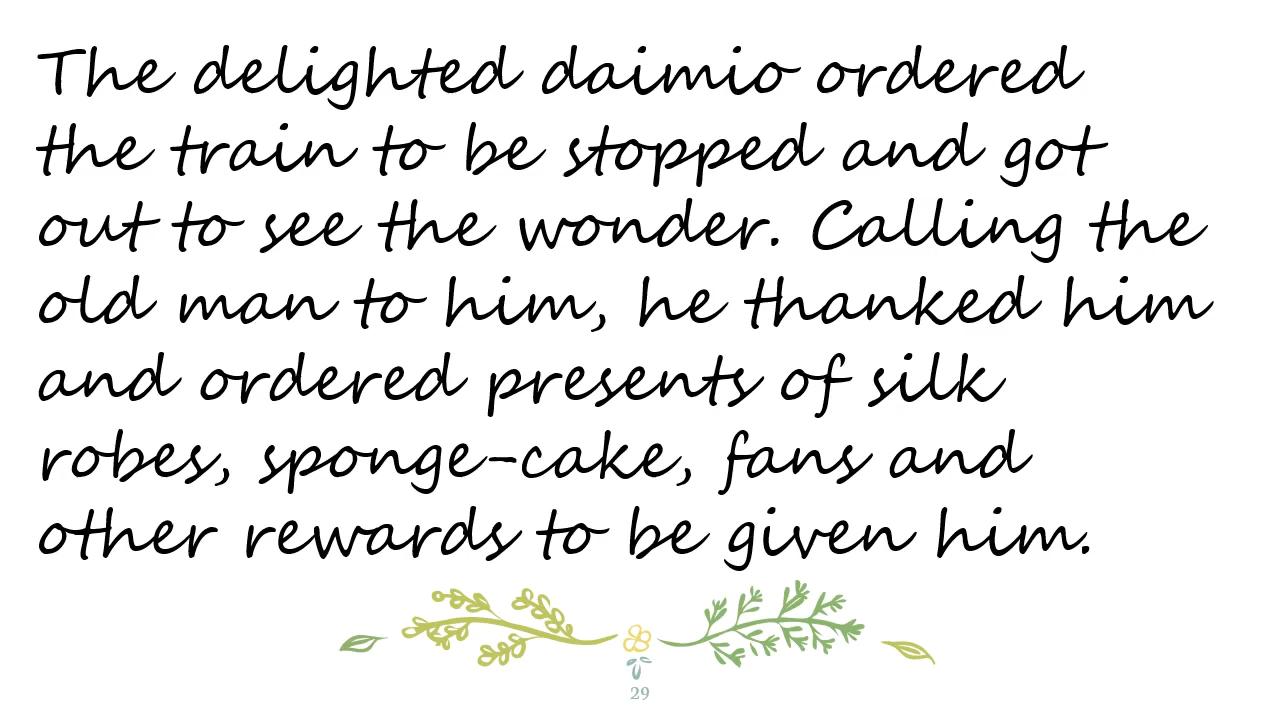 The delighted daimio ordered
the train to be stopped and got
out to see the wonder. Calling the
old man to him, he thanked him
and ordered presents of silk
robes, sponge-cake, fans and
other rewards to be given him.
29